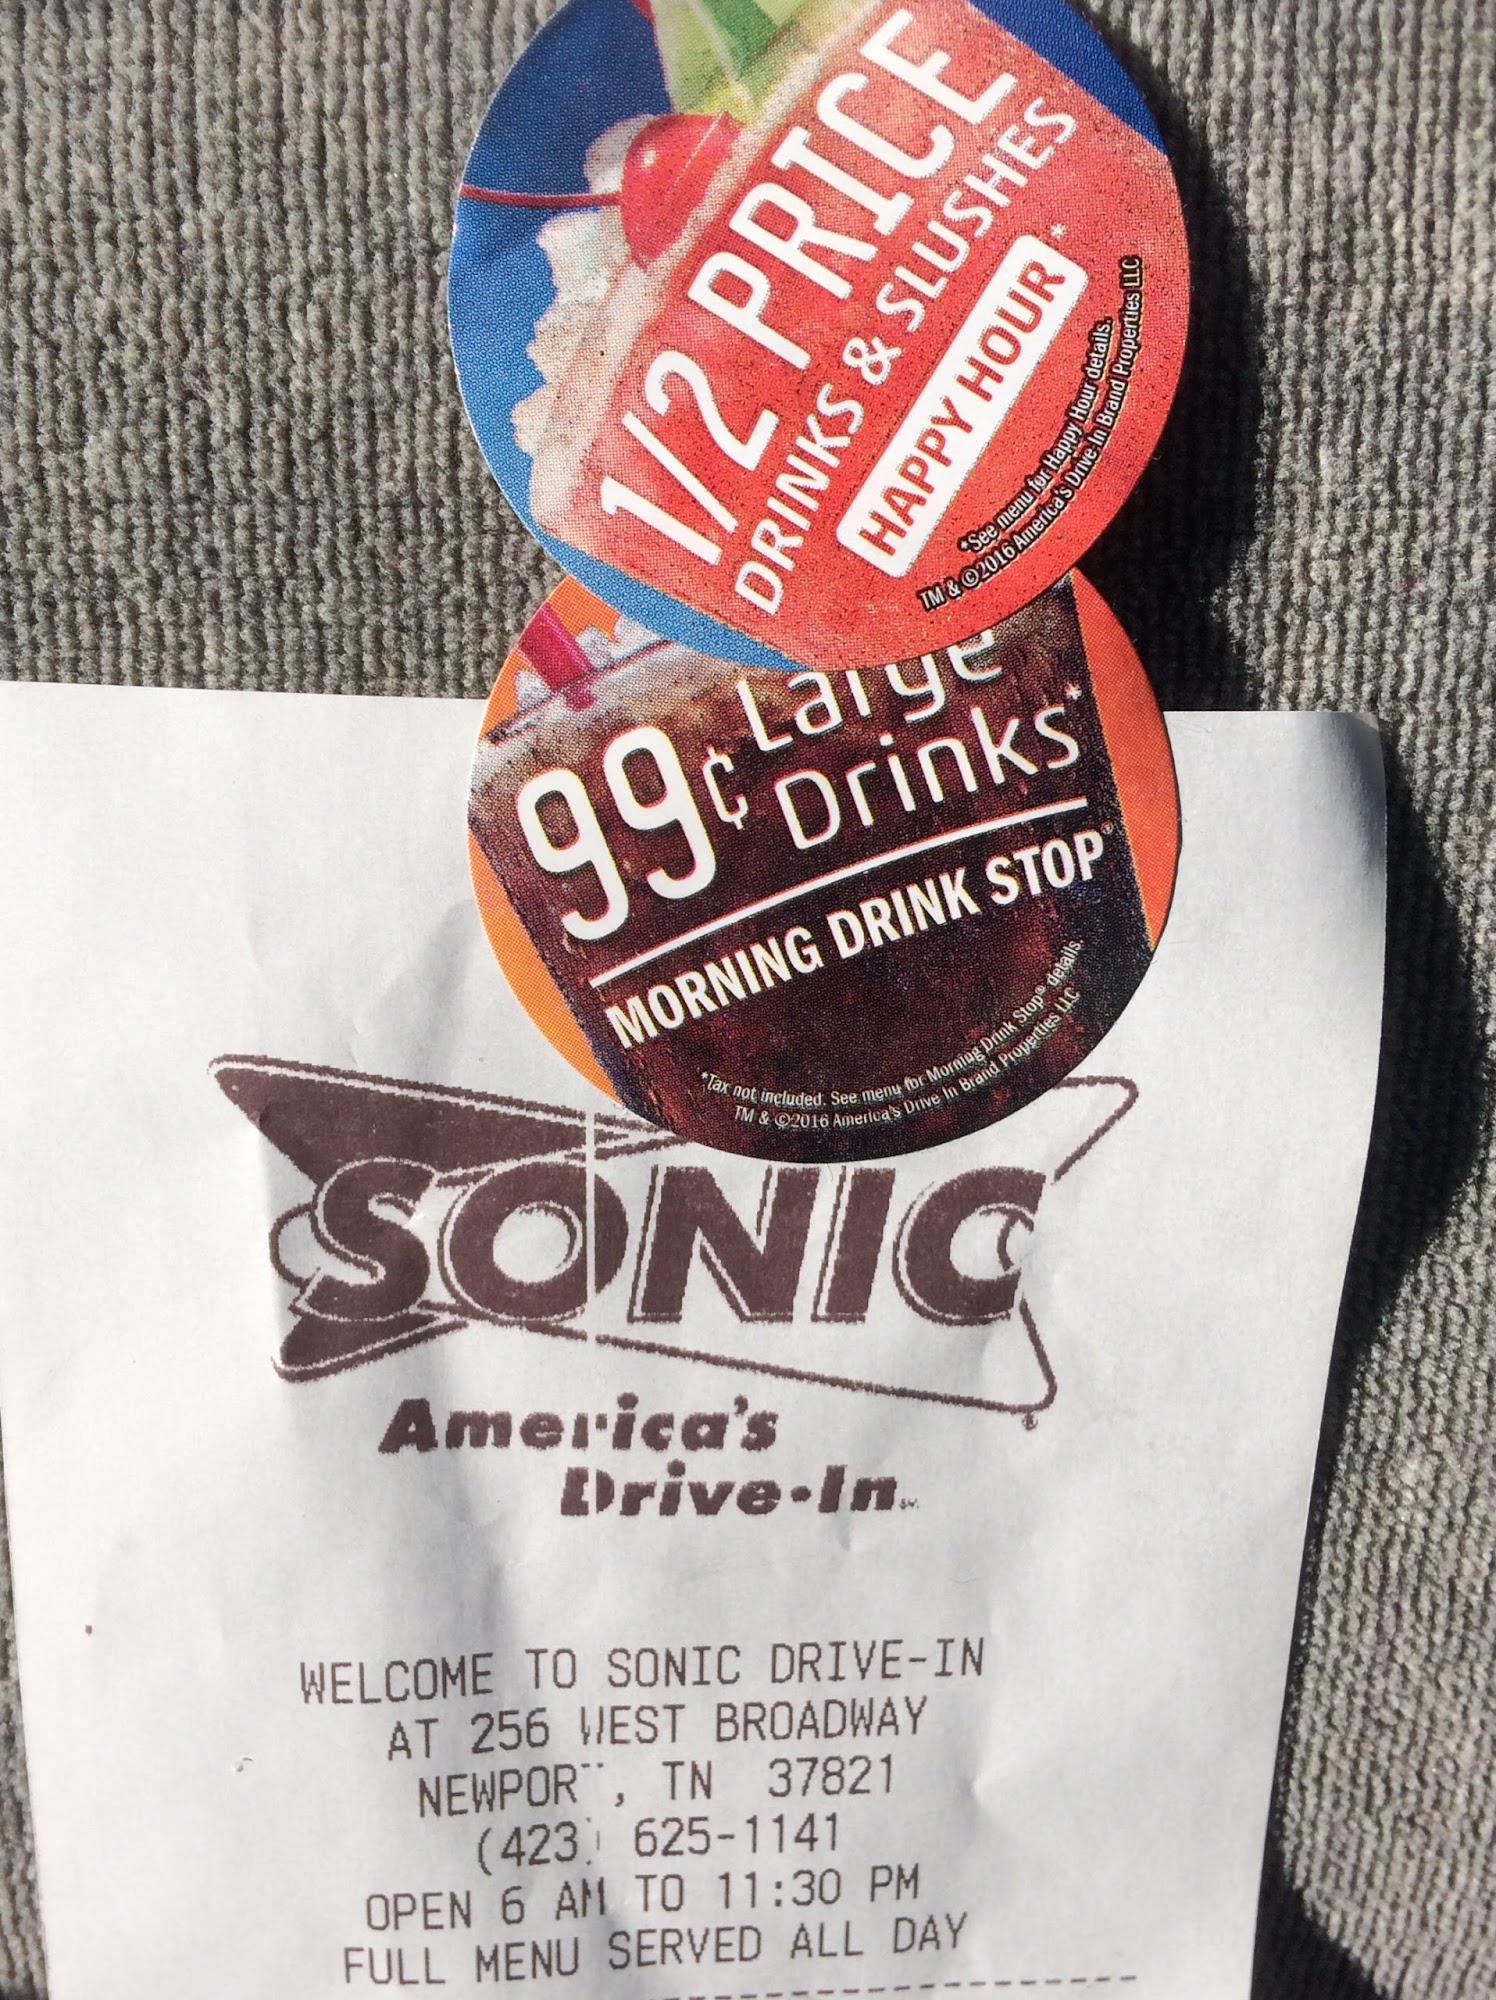 1/2 PRICE
DRINKS & SLUSHES
HAPPY HOUR*
*See menu for Happy Hour details.
TM & ©2016 America's Drive In Brand Properties LLC
99¢ Large
Drinks*
MORNING DRINK STOP®
*Tax not included. See menu for Morning Drink Stop® details.
TM & ©2016 America's Drive In Brand Properties LLC
SONIC
®
America's
Drive-In℠
WELCOME TO SONIC DRIVE-IN
AT 256 WEST BROADWAY
NEWPORT, TN 37821
(423) 625-1141
OPEN 6 AM TO 11:30 PM
FULL MENU SERVED ALL DAY